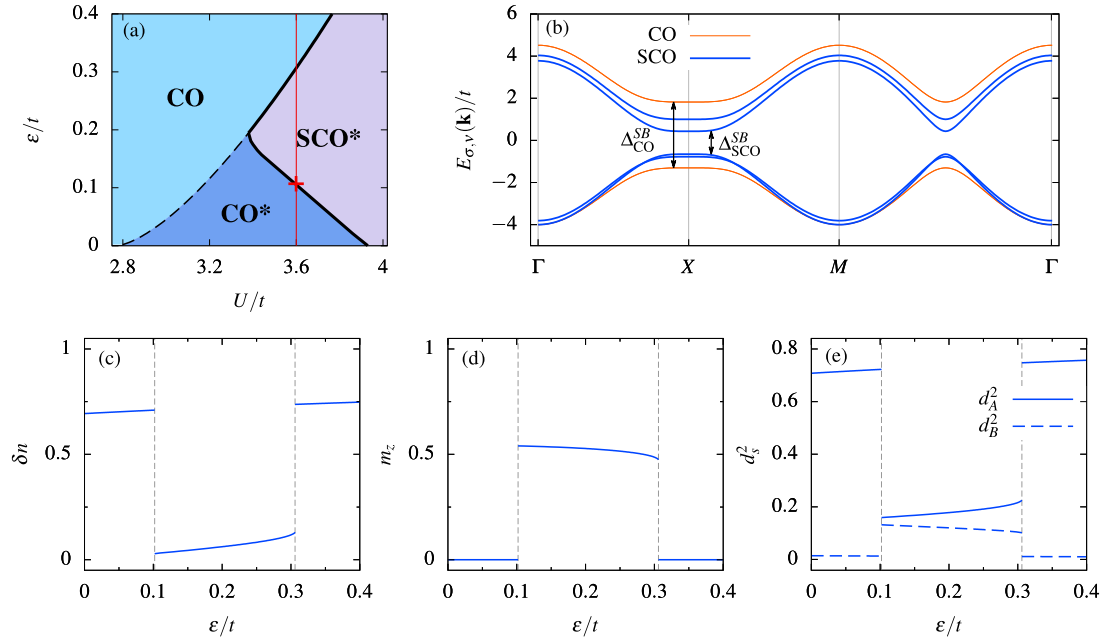 (a)
0.4
0.3
0.2
0.1
0
ε/t
CO
SCO*
CO*
2.8
3.2
3.6
4
U/t
(b)
6
4
2
0
−2
−4
E_{σ,ν}(k)/t
CO
SCO
Δ^{SB}_{CO}
Δ^{SB}_{SCO}
Γ
X
M
Γ
(c)
1
0.5
0
δn
0
0.1
0.2
0.3
0.4
ε/t
(d)
1
0.5
0
m_z
0
0.1
0.2
0.3
0.4
ε/t
(e)
0.8
0.6
0.4
0.2
0
d_s^2
d_A^2
d_B^2
0
0.1
0.2
0.3
0.4
ε/t